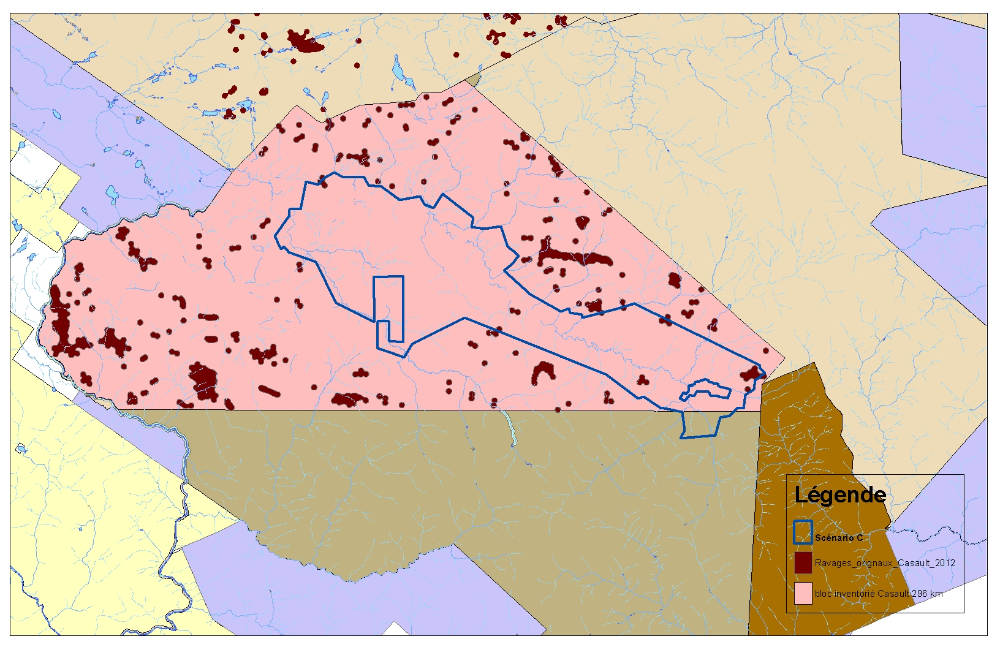 Légende
Scénario C
Ravages_orignaux_Casault_2012
bloc inventorié Casault 296 km